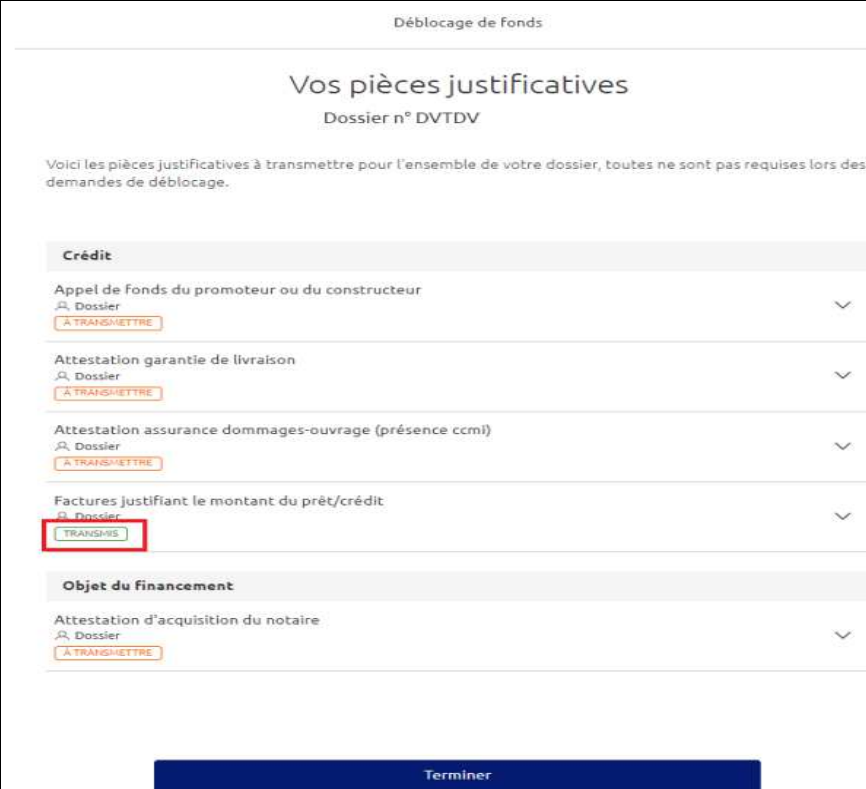 Déblocage de fonds
Vos pièces justificatives
Dossier n° DVTDV
Voici les pièces justificatives à transmettre pour l'ensemble de votre dossier, toutes ne sont pas requises lors des
demandes de déblocage.
Crédit
Appel de fonds du promoteur ou du constructeur
Dossier
À TRANSMETTRE
Attestation garantie de livraison
Dossier
À TRANSMETTRE
Attestation assurance dommages-ouvrage (présence ccmi)
Dossier
À TRANSMETTRE
Factures justifiant le montant du prêt/crédit
Dossier
TRANSMIS
Objet du financement
Attestation d'acquisition du notaire
Dossier
À TRANSMETTRE
Terminer